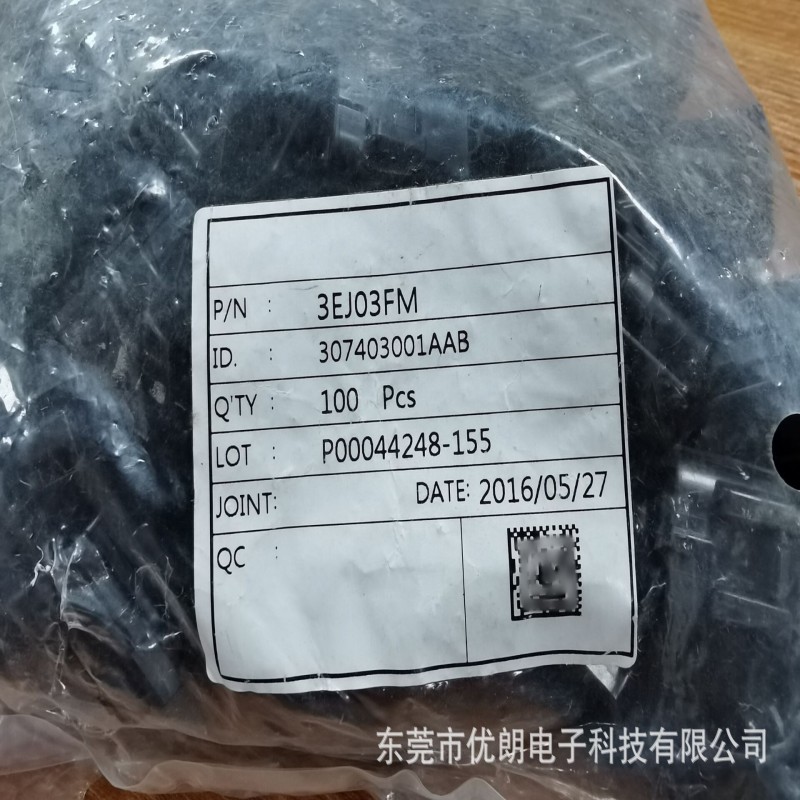 P/N : 3EJ03FM
ID. : 307403001AAB
Q'TY : 100 Pcs
LOT : P00044248-155
JOINT: DATE: 2016/05/27
QC :
东莞市优朗电子科技有限公司